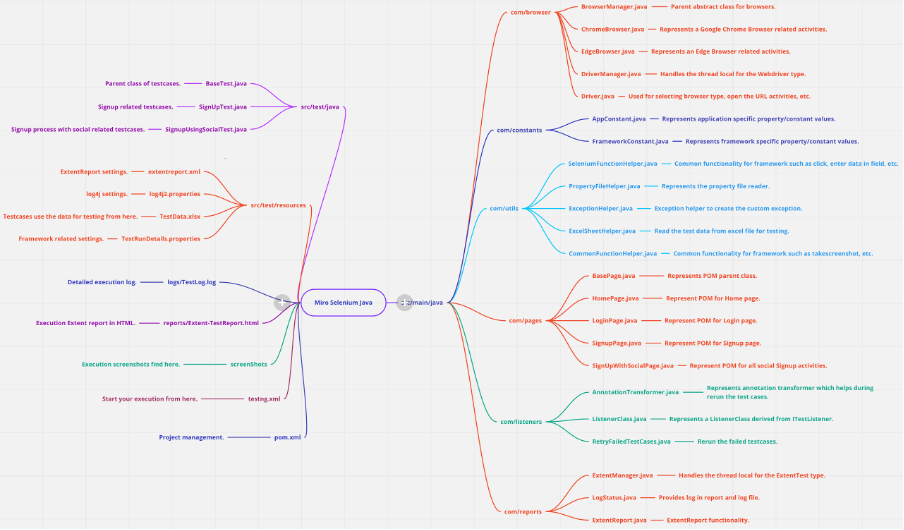 Parent class of testcases. BaseTest.java
Signup related testcases. SignUpTest.java
Signup process with social related testcases. SignupUsingSocialTest.java
src/test/java
ExtentReport settings. extentreport.xml
log4j settings. log4j2.properties
Testcases use the data for testing from here. TestData.xlsx
Framework related settings. TestRunDetails.properties
src/test/resources
Detailed execution log. logs/TestLog.log
Execution Extent report in HTML. reports/Extent-TestReport.html
Execution screenshots find here. screenShots
Start your execution from here. testng.xml
Project management. pom.xml
Miro Selenium Java
/main/java
com/browser
BrowserManager.java Parent abstract class for browsers.
ChromeBrowser.java Represents a Google Chrome Browser related activities.
EdgeBrowser.java Represents an Edge Browser related activities.
DriverManager.java Handles the thread local for the Webdriver type.
Driver.java Used for selecting browser type, open the URL activities, etc.
com/constants
AppConstant.java Represents application specific property/constant values.
FrameworkConstant.java Represents framework specific property/constant values.
com/utils
SeleniumFunctionHelper.java Common functionality for framework such as click, enter data in field, etc.
PropertyFileHelper.java Represents the property file reader.
ExceptionHelper.java Exception helper to create the custom exception.
ExcelSheetHelper.java Read the test data from excel file for testing.
CommonFunctionHelper.java Common functionality for framework such as takescreenshot, etc.
com/pages
BasePage.java Represents POM parent class.
HomePage.java Represent POM for Home page.
LoginPage.java Represent POM for Login page.
SignupPage.java Represent POM for Signup page.
SignUpWithSocialPage.java Represent POM for all social Signup activities.
com/listeners
AnnotationTransformer.java Represents annotation transformer which helps during
rerun the test cases.
ListenerClass.java Represents a ListenerClass derived from ITestListener.
RetryFailedTestCases.java Rerun the failed testcases.
com/reports
ExtentManager.java Handles the thread local for the ExtentTest type.
LogStatus.java Provides log in report and log file.
ExtentReport.java ExtentReport functionality.